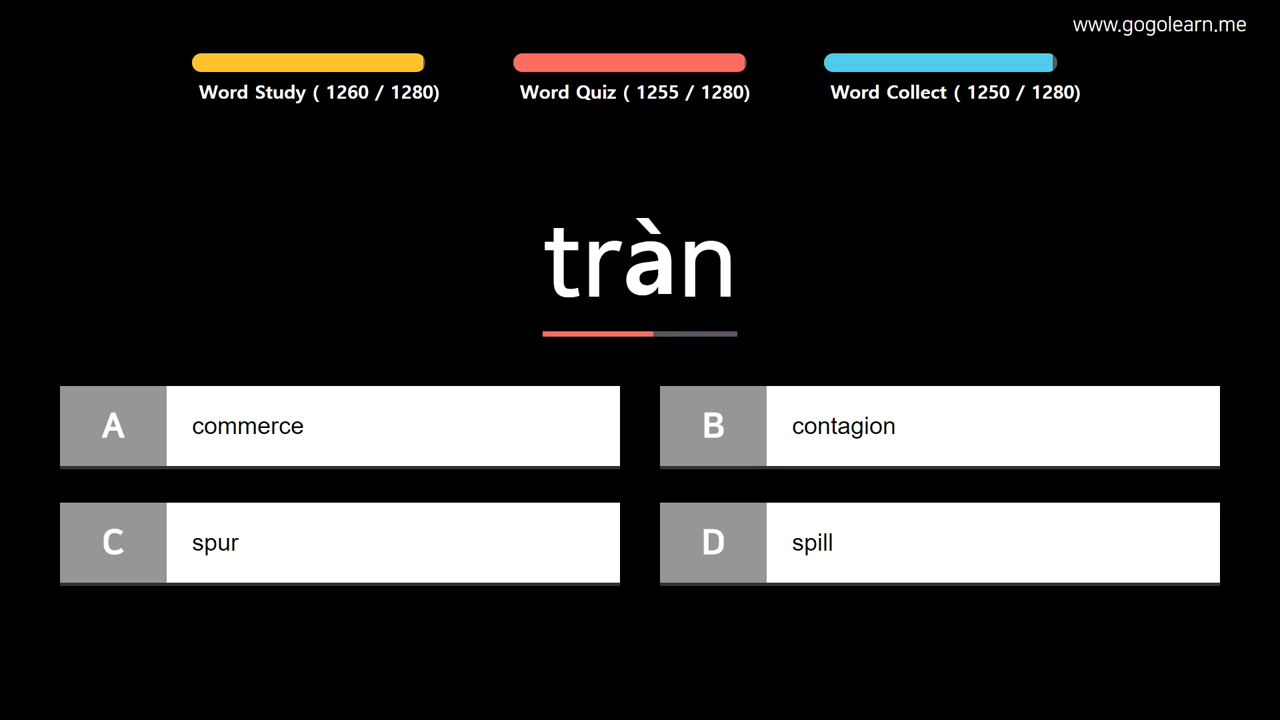 www.gogolearn.me
Word Study ( 1260 / 1280)
Word Quiz ( 1255 / 1280)
Word Collect ( 1250 / 1280)
tràn
A commerce
B contagion
C spur
D spill